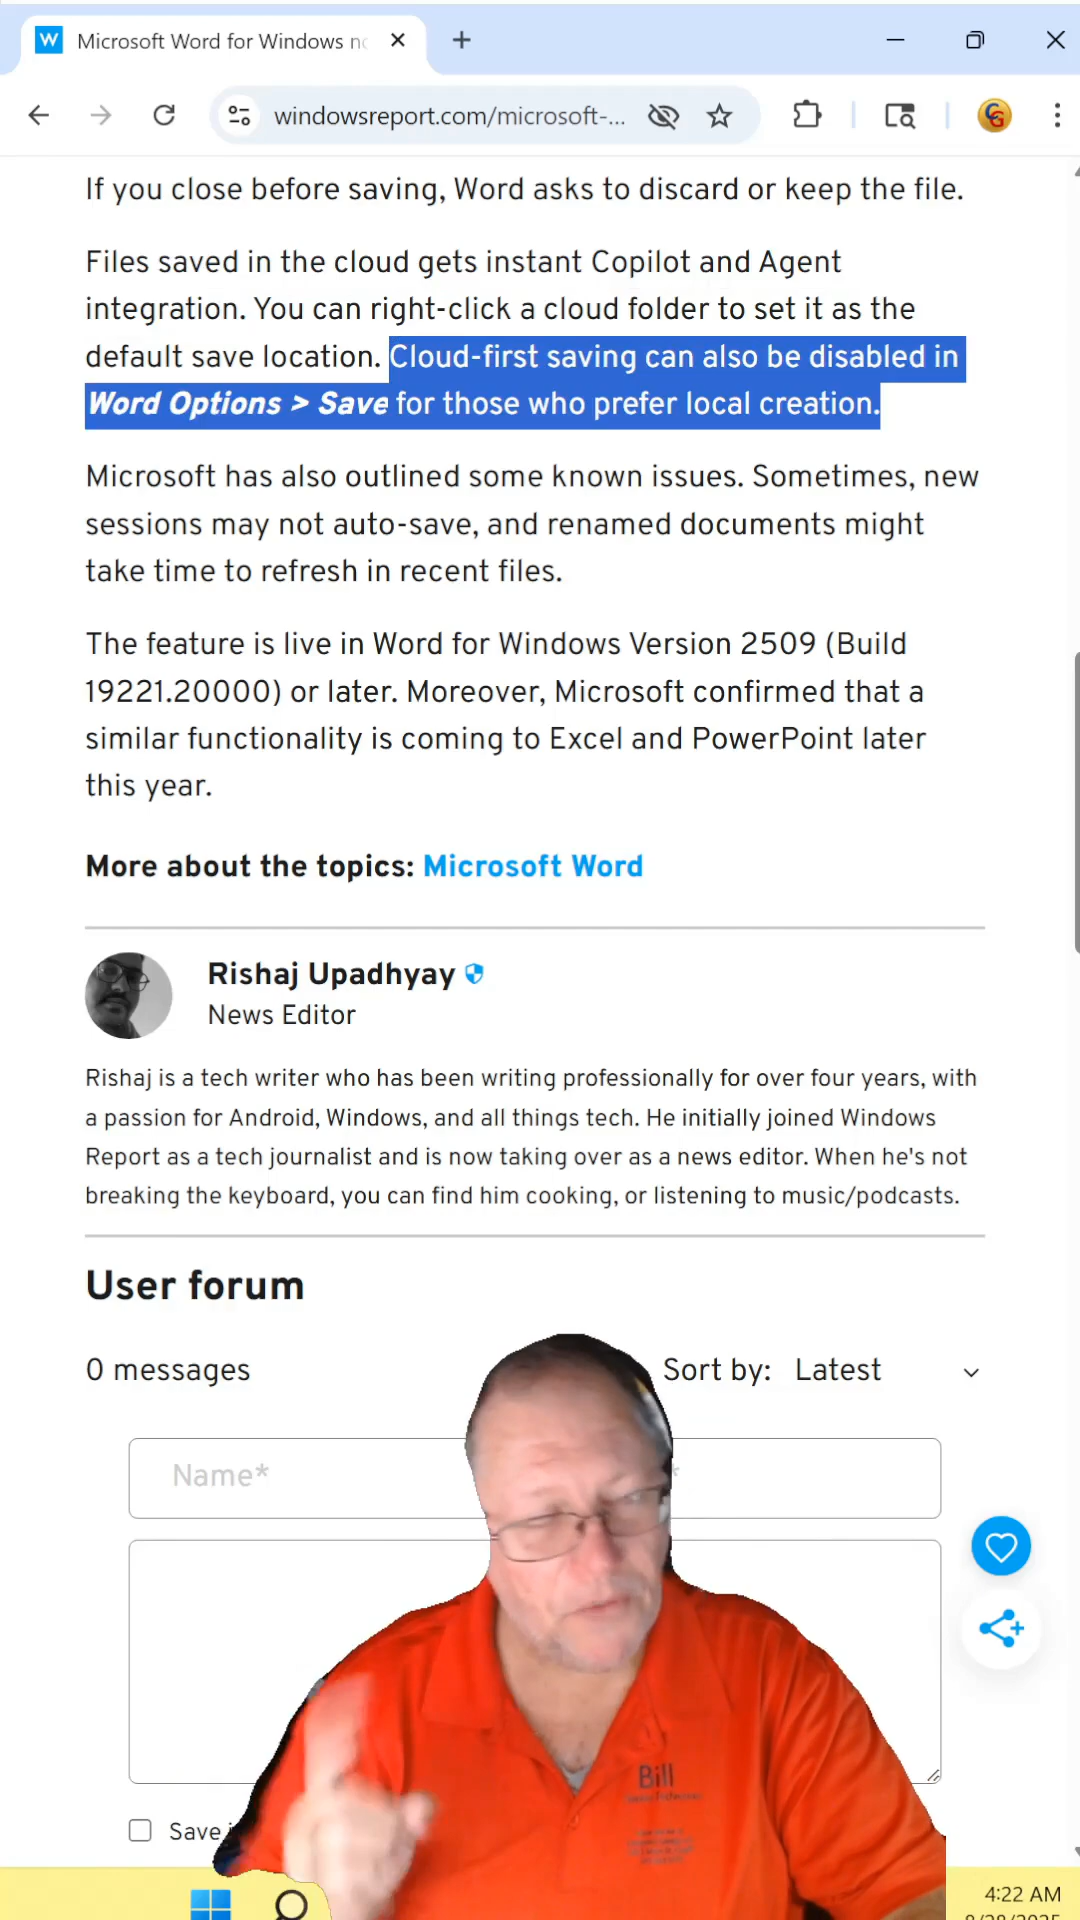 Microsoft Word for Windows no
windowsreport.com/microsoft-...
If you close before saving, Word asks to discard or keep the file.
Files saved in the cloud gets instant Copilot and Agent
integration. You can right-click a cloud folder to set it as the
default save location. Cloud-first saving can also be disabled in
Word Options > Save for those who prefer local creation.
Microsoft has also outlined some known issues. Sometimes, new
sessions may not auto-save, and renamed documents might
take time to refresh in recent files.
The feature is live in Word for Windows Version 2509 (Build
19221.20000) or later. Moreover, Microsoft confirmed that a
similar functionality is coming to Excel and PowerPoint later
this year.
More about the topics: Microsoft Word
Rishaj Upadhyay
News Editor
Rishaj is a tech writer who has been writing professionally for over four years, with
a passion for Android, Windows, and all things tech. He initially joined Windows
Report as a tech journalist and is now taking over as a news editor. When he's not
breaking the keyboard, you can find him cooking, or listening to music/podcasts.
User forum
0 messages
Sort by: Latest
Name*
*
Bill
Save
4:22 AM
8/28/2025